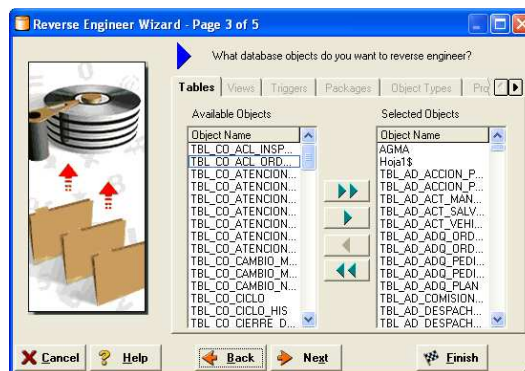 Reverse Engineer Wizard - Page 3 of 5
What database objects do you want to reverse engineer?
Tables Views Triggers Packages Object Types
Available Objects
Selected Objects
Object Name
TBL_CO_ACL_INSP...
TBL_CO_ACL_ORD...
TBL_CO_ATENCION...
TBL_CO_ATENCION...
TBL_CO_ATENCION...
TBL_CO_ATENCION...
TBL_CO_ATENCION...
TBL_CO_ATENCION...
TBL_CO_ATENCION...
TBL_CO_CAMBIO_M...
TBL_CO_CAMBIO_N...
TBL_CO_CICLO
TBL_CO_CICLO_HIS
TBL_CO_CIERRE_D...
Object Name
AGMA
Hoja1$
TBL_AD_ACCION_P...
TBL_AD_ACCION_P...
TBL_AD_ACT_MAN...
TBL_AD_ACT_SALV...
TBL_AD_ACT_VEHI...
TBL_AD_ADQ_ORD...
TBL_AD_ADQ_ORD...
TBL_AD_ADQ_PEDI...
TBL_AD_ADQ_PEDI...
TBL_AD_ADQ_PLAN
TBL_AD_COMISION...
TBL_AD_DESPACH...
TBL_AD_DESPACH...
Cancel Help Back Next Finish